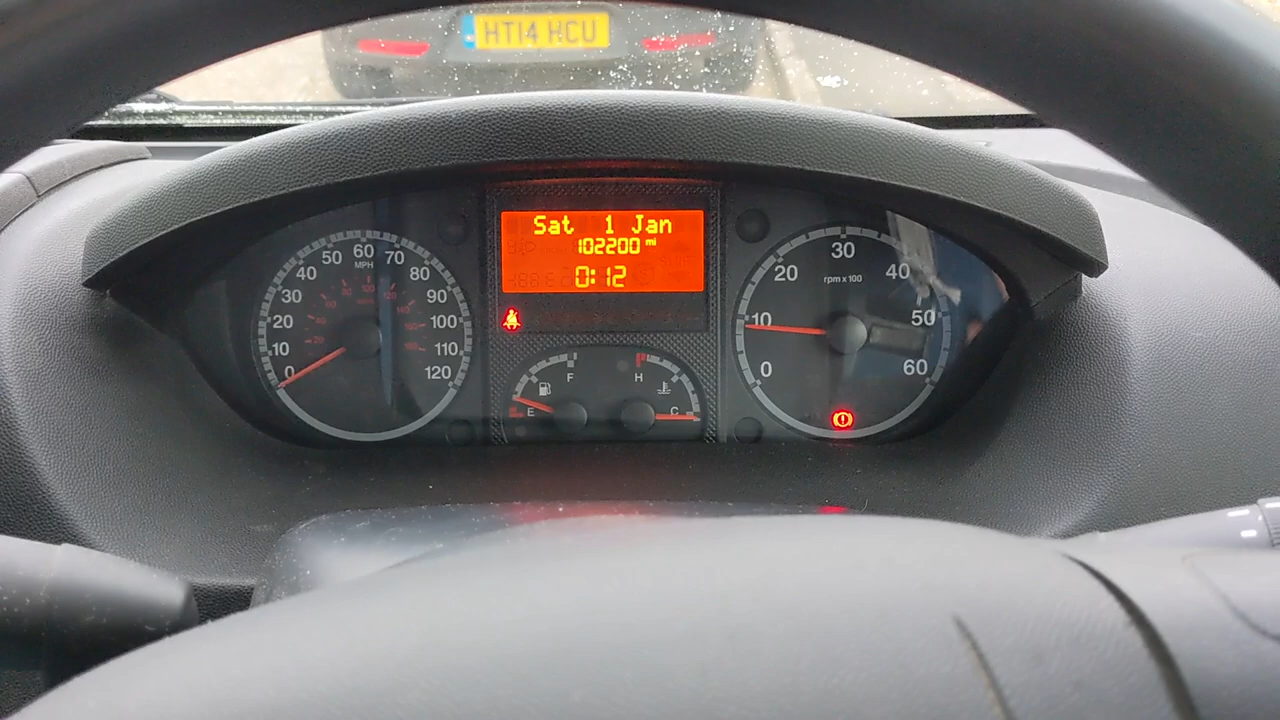 HT14 HCU
Sat 1 Jan
102200 mi
0:12
0 10 20 30 40 50 60 70 80 90 100 110 120
MPH
E F
H C
0 10 20 30 40 50 60
rpm x 100